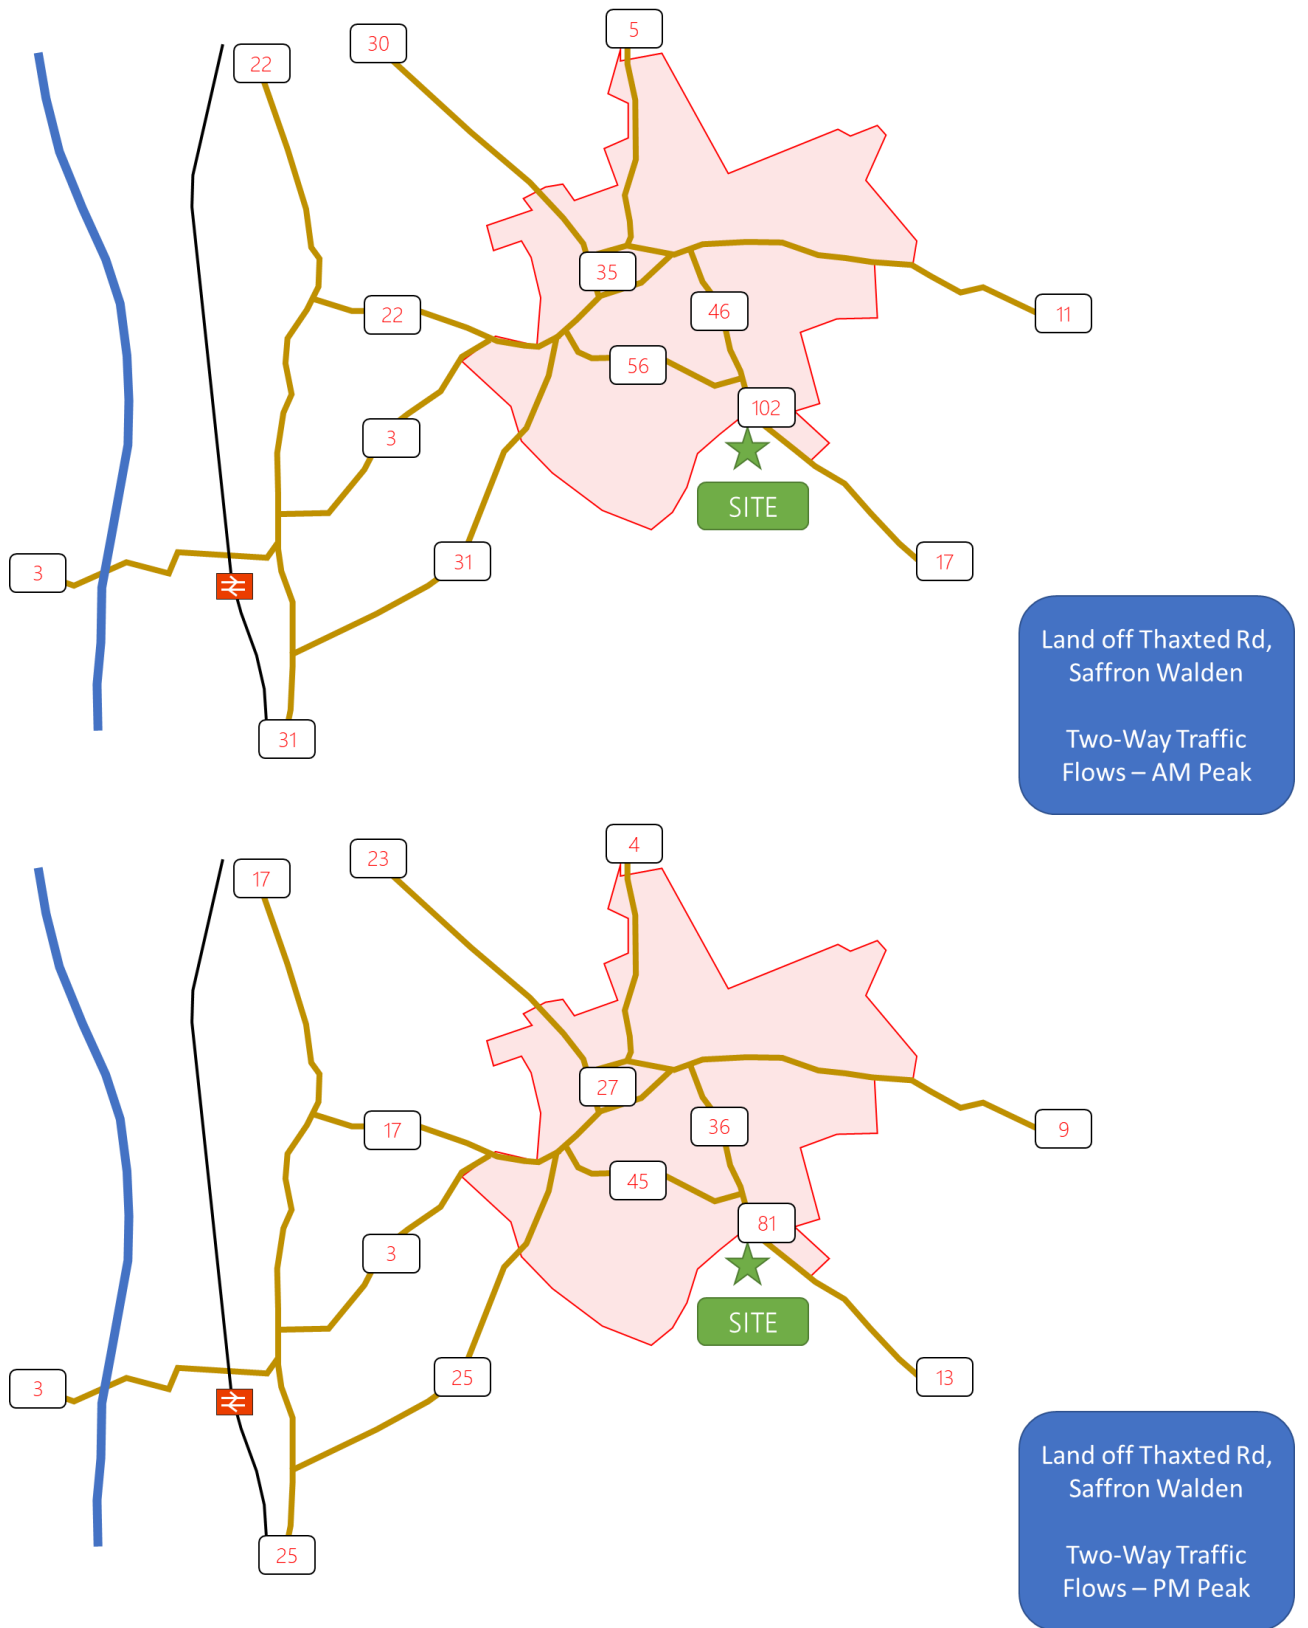 5
30
22
35
46
11
22
56
102
3
SITE
31
17
3
Land off Thaxted Rd,
Saffron Walden
Two-Way Traffic
Flows – AM Peak
31
4
23
17
27
36
9
17
45
81
3
SITE
25
13
3
Land off Thaxted Rd,
Saffron Walden
Two-Way Traffic
Flows – PM Peak
25